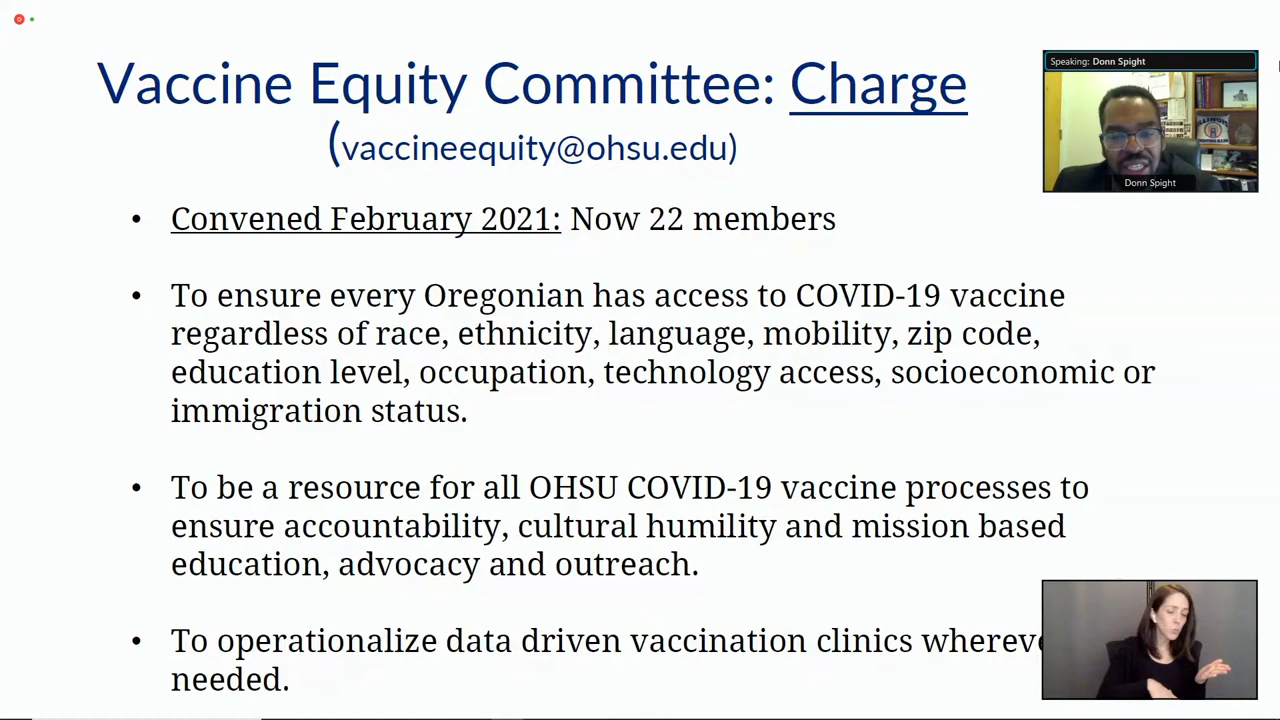 Vaccine Equity Committee: Charge
(vaccineequity@ohsu.edu)
Speaking: Donn Spight
ILLINOIS
Donn Spight
• Convened February 2021: Now 22 members
• To ensure every Oregonian has access to COVID-19 vaccine
regardless of race, ethnicity, language, mobility, zip code,
education level, occupation, technology access, socioeconomic or
immigration status.
• To be a resource for all OHSU COVID-19 vaccine processes to
ensure accountability, cultural humility and mission based
education, advocacy and outreach.
• To operationalize data driven vaccination clinics
needed.